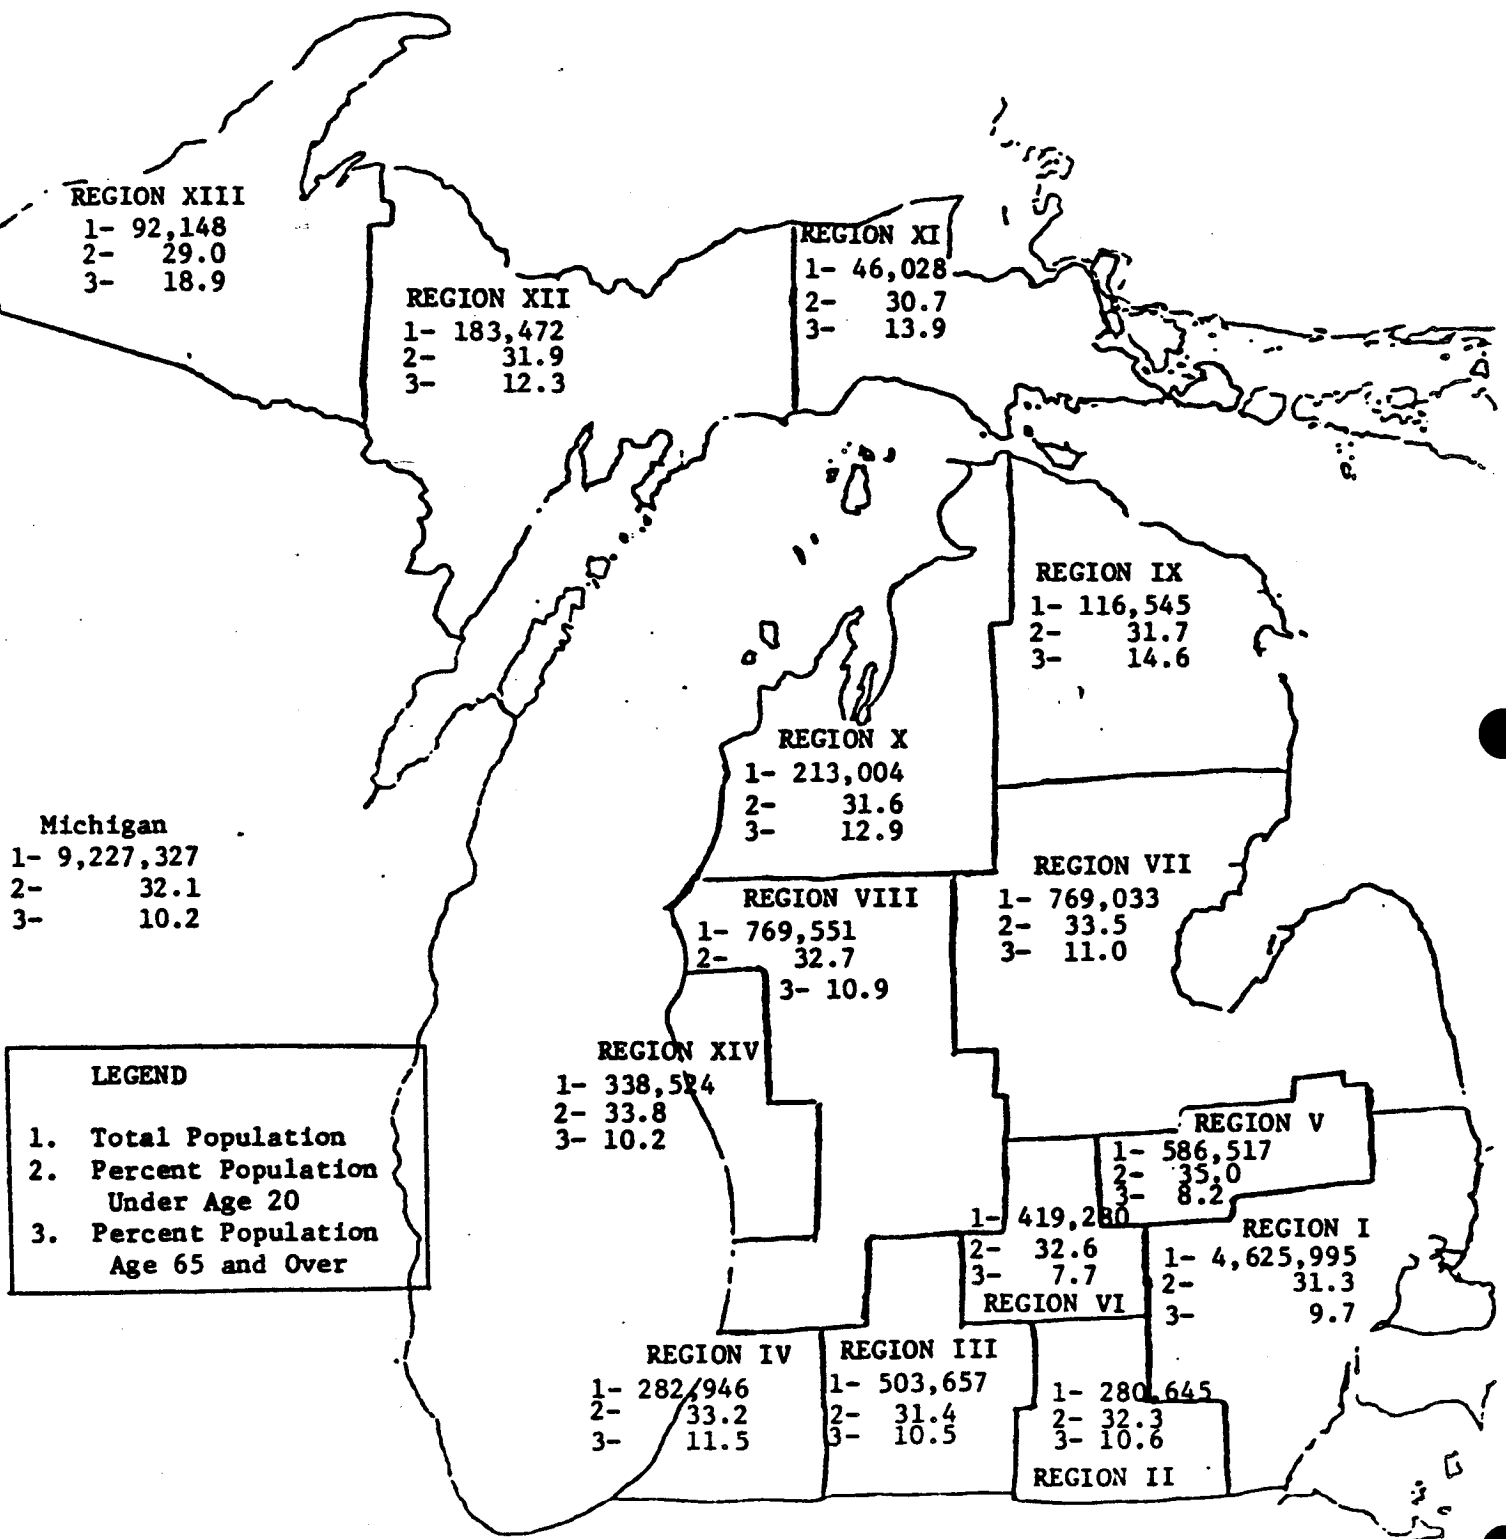 REGION XIII
1- 92,148
2- 29.0
3- 18.9
REGION XII
1- 183,472
2- 31.9
3- 12.3
REGION XI
1- 46,028
2- 30.7
3- 13.9
REGION IX
1- 116,545
2- 31.7
3- 14.6
REGION X
1- 213,004
2- 31.6
3- 12.9
Michigan
1- 9,227,327
2- 32.1
3- 10.2
REGION VII
1- 769,033
2- 33.5
3- 11.0
REGION VIII
1- 769,551
2- 32.7
3- 10.9
REGION XIV
1- 338,524
2- 33.8
3- 10.2
LEGEND
1. Total Population
2. Percent Population
Under Age 20
3. Percent Population
Age 65 and Over
REGION V
1- 586,517
2- 35.0
3- 8.2
1- 419,280
2- 32.6
3- 7.7
REGION VI
REGION I
1- 4,625,995
2- 31.3
3- 9.7
REGION IV
1- 282,946
2- 33.2
3- 11.5
REGION III
1- 503,657
2- 31.4
3- 10.5
1- 280,645
2- 32.3
3- 10.6
REGION II